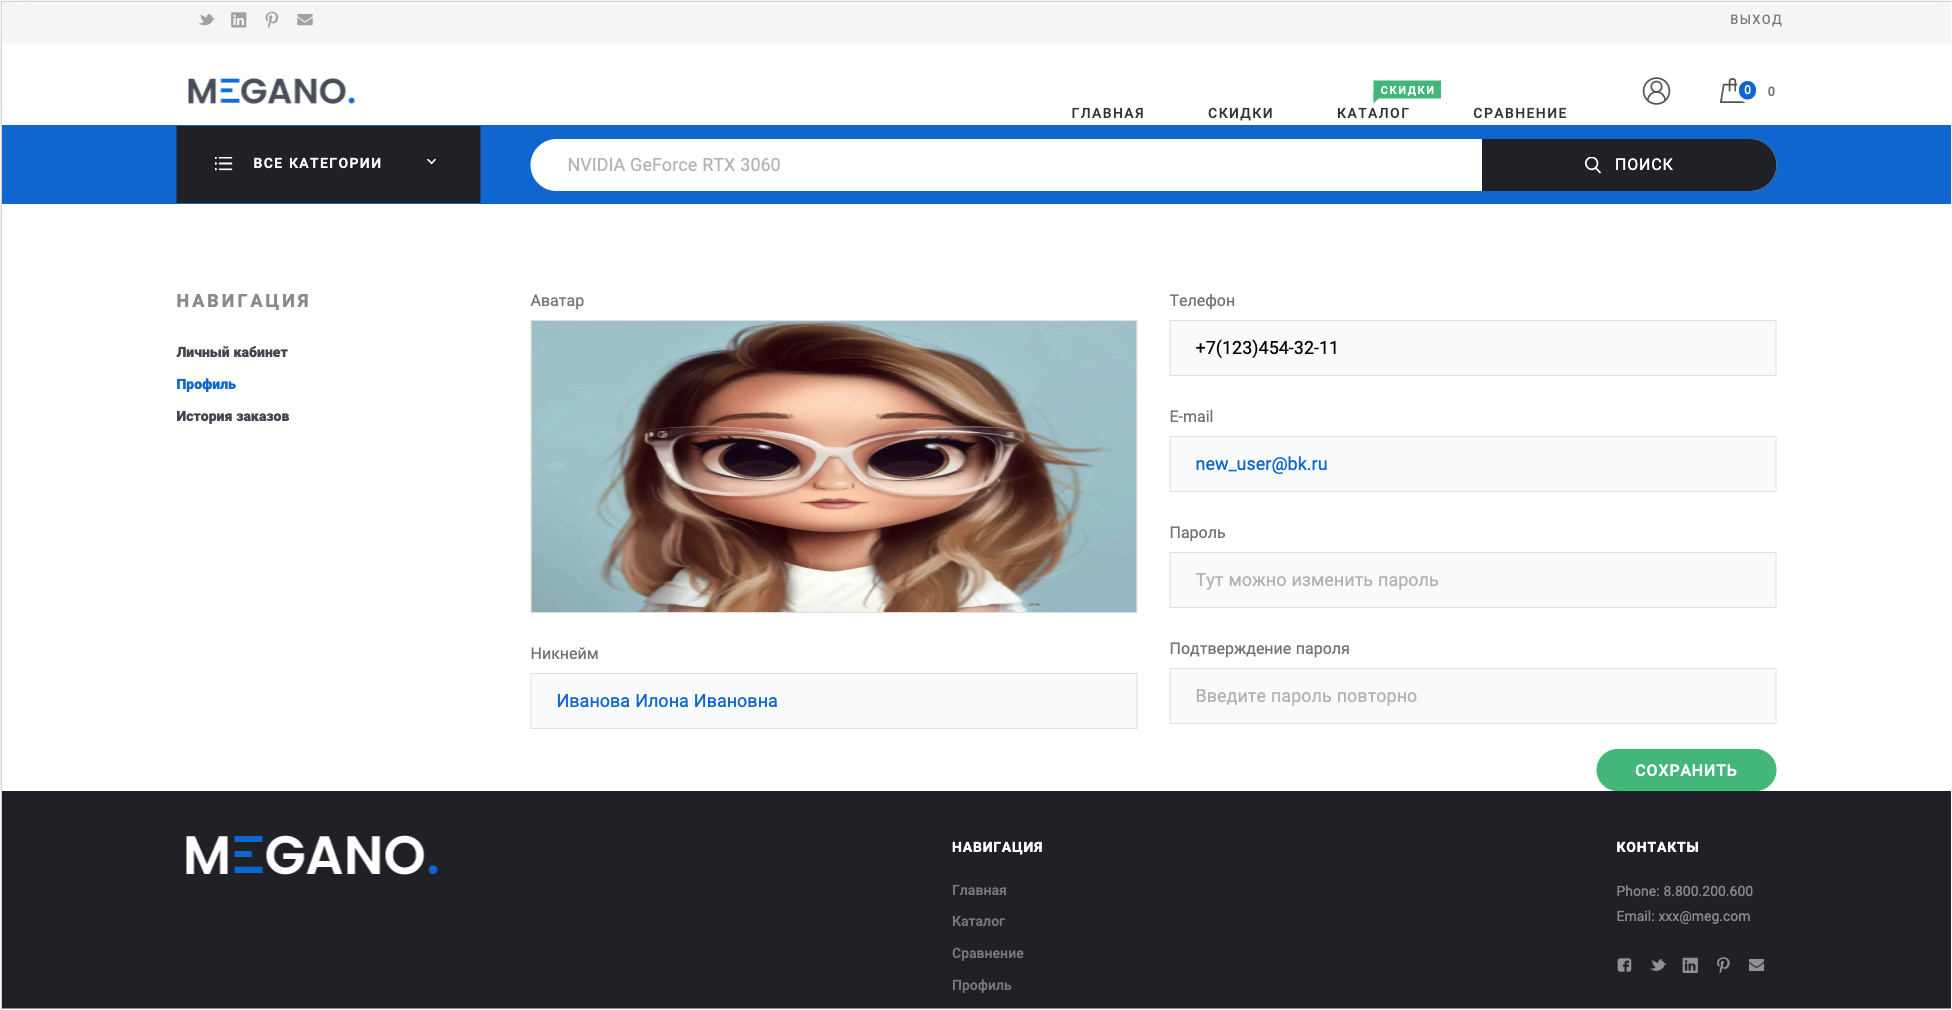 ВЫХОД
MEGANO.
ГЛАВНАЯ
СКИДКИ
СКИДКИ
КАТАЛОГ
СРАВНЕНИЕ
0
0
ВСЕ КАТЕГОРИИ
NVIDIA GeForce RTX 3060
ПОИСК
НАВИГАЦИЯ
Личный кабинет
Профиль
История заказов
Аватар
Никнейм
Иванова Илона Ивановна
Телефон
+7(123)454-32-11
E-mail
new_user@bk.ru
Пароль
Тут можно изменить пароль
Подтверждение пароля
Введите пароль повторно
СОХРАНИТЬ
MEGANO.
НАВИГАЦИЯ
Главная
Каталог
Сравнение
Профиль
КОНТАКТЫ
Phone: 8.800.200.600
Email: xxx@meg.com